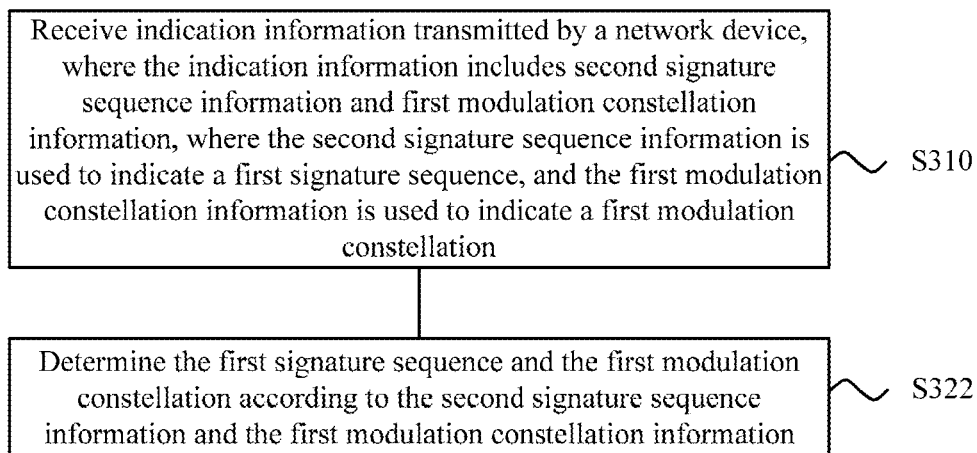 Receive indication information transmitted by a network device,
where the indication information includes second signature
sequence information and first modulation constellation
information, where the second signature sequence information is
used to indicate a first signature sequence, and the first modulation
constellation information is used to indicate a first modulation
constellation
S310
Determine the first signature sequence and the first modulation
constellation according to the second signature sequence
information and the first modulation constellation information
S322